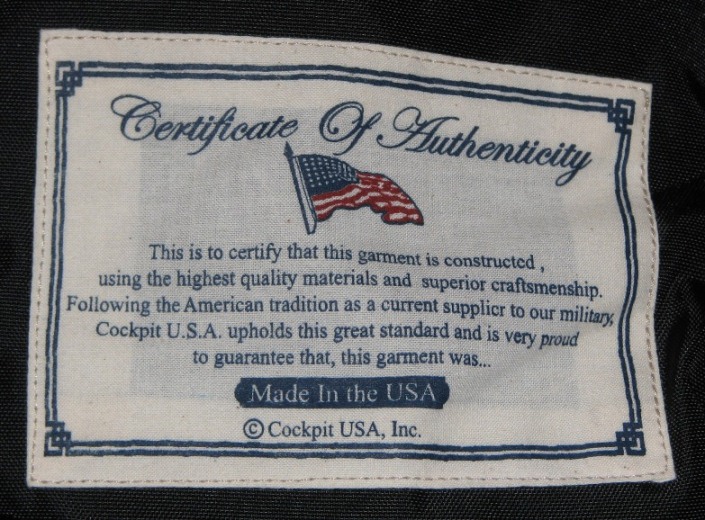 Certificate Of Authenticity
This is to certify that this garment is constructed ,
using the highest quality materials and superior craftsmenship.
Following the American tradition as a current supplier to our military,
Cockpit U.S.A. upholds this great standard and is very proud
to guarantee that, this garment was...
Made In the USA
© Cockpit USA, Inc.